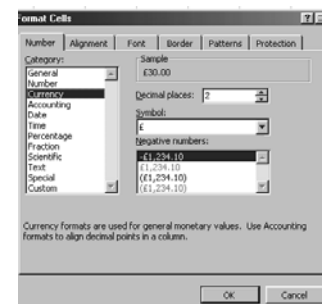 ormat Cells
Number Alignment Font Border Patterns Protection
Category:
General
Number
Currency
Accounting
Date
Time
Percentage
Fraction
Scientific
Text
Special
Custom
Sample
£30.00
Decimal places: 2
Symbol:
£
Negative numbers:
-£1,234.10
£1,234.10
(£1,234.10)
(£1,234.10)
Currency formats are used for general monetary values. Use Accounting
formats to align decimal points in a column.
OK Cancel